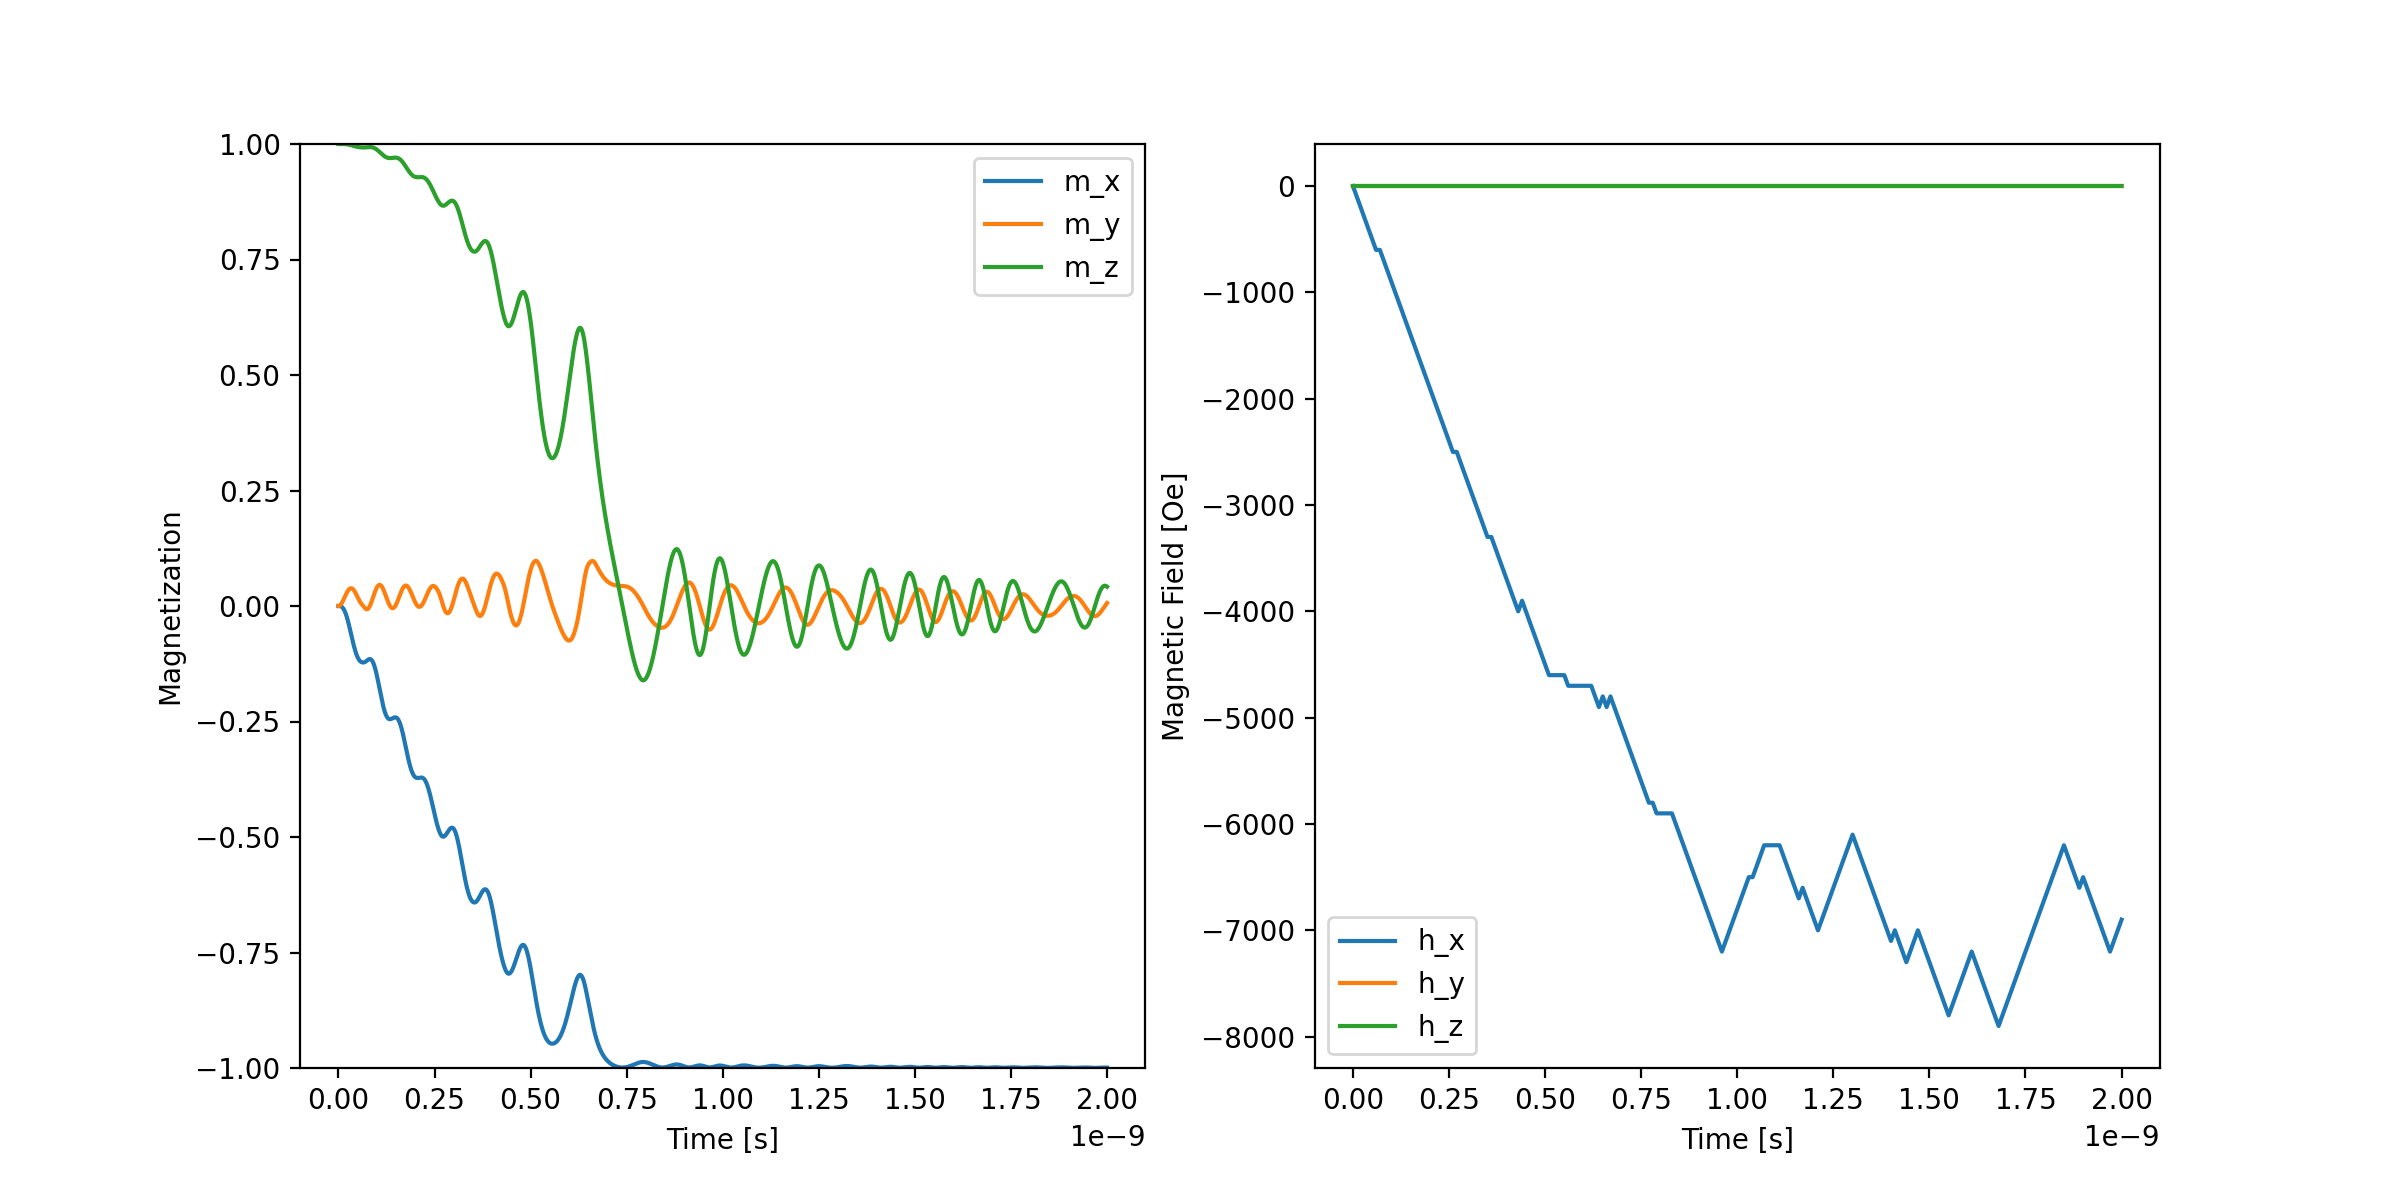 Magnetization
1.00
0.75
0.50
0.25
0.00
−0.25
−0.50
−0.75
−1.00
m_x
m_y
m_z
0.00 0.25 0.50 0.75 1.00 1.25 1.50 1.75 2.00
Time [s]
1e−9
Magnetic Field [Oe]
0
−1000
−2000
−3000
−4000
−5000
−6000
−7000
−8000
h_x
h_y
h_z
0.00 0.25 0.50 0.75 1.00 1.25 1.50 1.75 2.00
Time [s]
1e−9